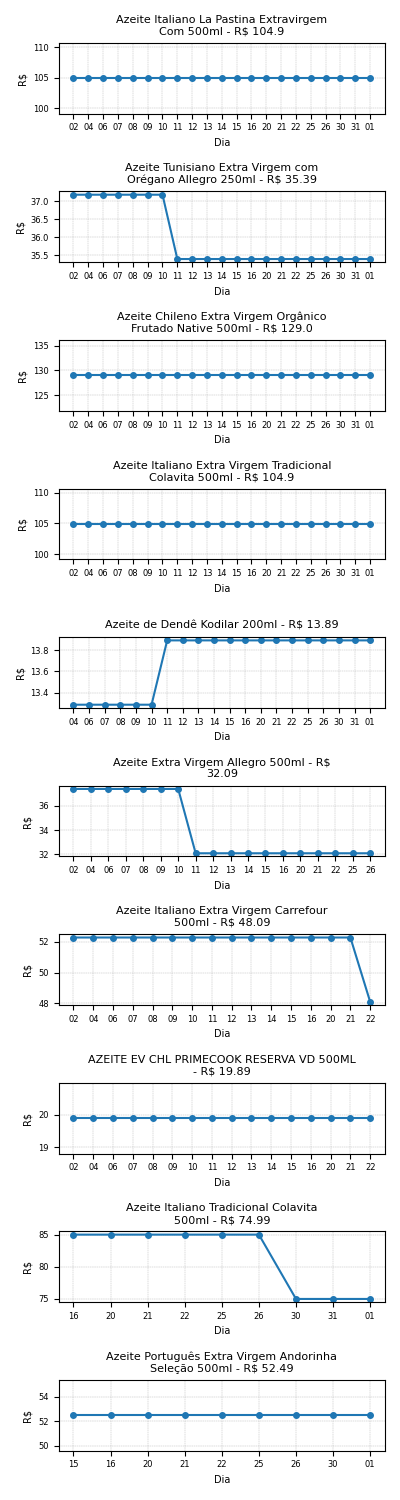 Azeite Italiano La Pastina Extravirgem
Com 500ml - R$ 104.9
110
105
100
R$
02 04 06 07 08 09 10 11 12 13 14 15 16 20 21 22 25 26 30 31 01
Dia
Azeite Tunisiano Extra Virgem com
Orégano Allegro 250ml - R$ 35.39
37.0
36.5
36.0
35.5
R$
02 04 06 07 08 09 10 11 12 13 14 15 16 20 21 22 25 26 30 31 01
Dia
Azeite Chileno Extra Virgem Orgânico
Frutado Native 500ml - R$ 129.0
135
130
125
R$
02 04 06 07 08 09 10 11 12 13 14 15 16 20 21 22 25 26 30 31 01
Dia
Azeite Italiano Extra Virgem Tradicional
Colavita 500ml - R$ 104.9
110
105
100
R$
02 04 06 07 08 09 10 11 12 13 14 15 16 20 21 22 25 26 30 31 01
Dia
Azeite de Dendê Kodilar 200ml - R$ 13.89
13.8
13.6
13.4
R$
04 06 07 08 09 10 11 12 13 14 15 16 20 21 22 25 26 30 31 01
Dia
Azeite Extra Virgem Allegro 500ml - R$
32.09
36
34
32
R$
02 04 06 07 08 09 10 11 12 13 14 15 16 20 21 22 25 26
Dia
Azeite Italiano Extra Virgem Carrefour
500ml - R$ 48.09
52
50
48
R$
02 04 06 07 08 09 10 11 12 13 14 15 16 20 21 22
Dia
AZEITE EV CHL PRIMECOOK RESERVA VD 500ML
- R$ 19.89
20
19
R$
02 04 06 07 08 09 10 11 12 13 14 15 16 20 21 22
Dia
Azeite Italiano Tradicional Colavita
500ml - R$ 74.99
85
80
75
R$
16 20 21 22 25 26 30 31 01
Dia
Azeite Português Extra Virgem Andorinha
Seleção 500ml - R$ 52.49
54
52
50
R$
15 16 20 21 25 26 30 01
Dia